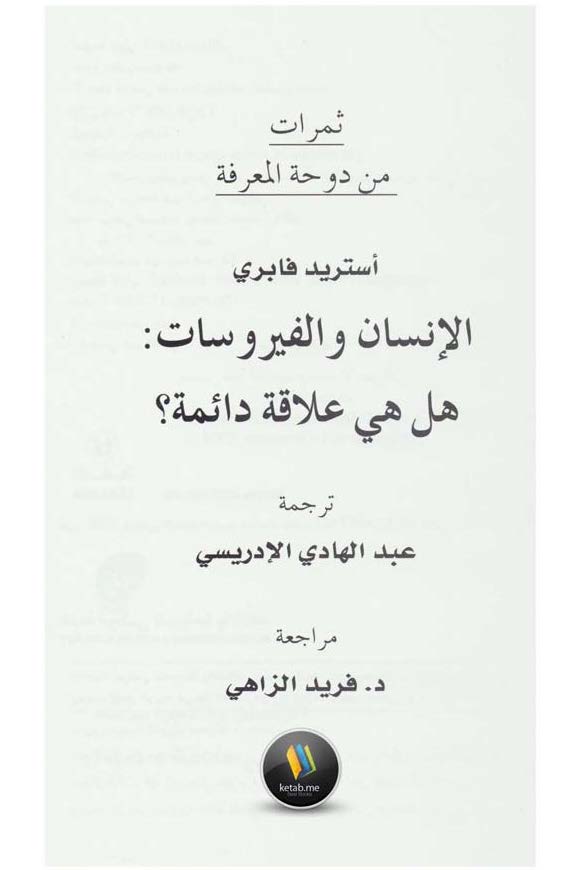 ثمرات
من دوحة المعرفة
أستريد فابري
الإنسان والفيروسات:
هل هي علاقة دائمة؟
ترجمة
عبد الهادي الإدريسي
مراجعة
د. فريد الزاهي
ketab.me